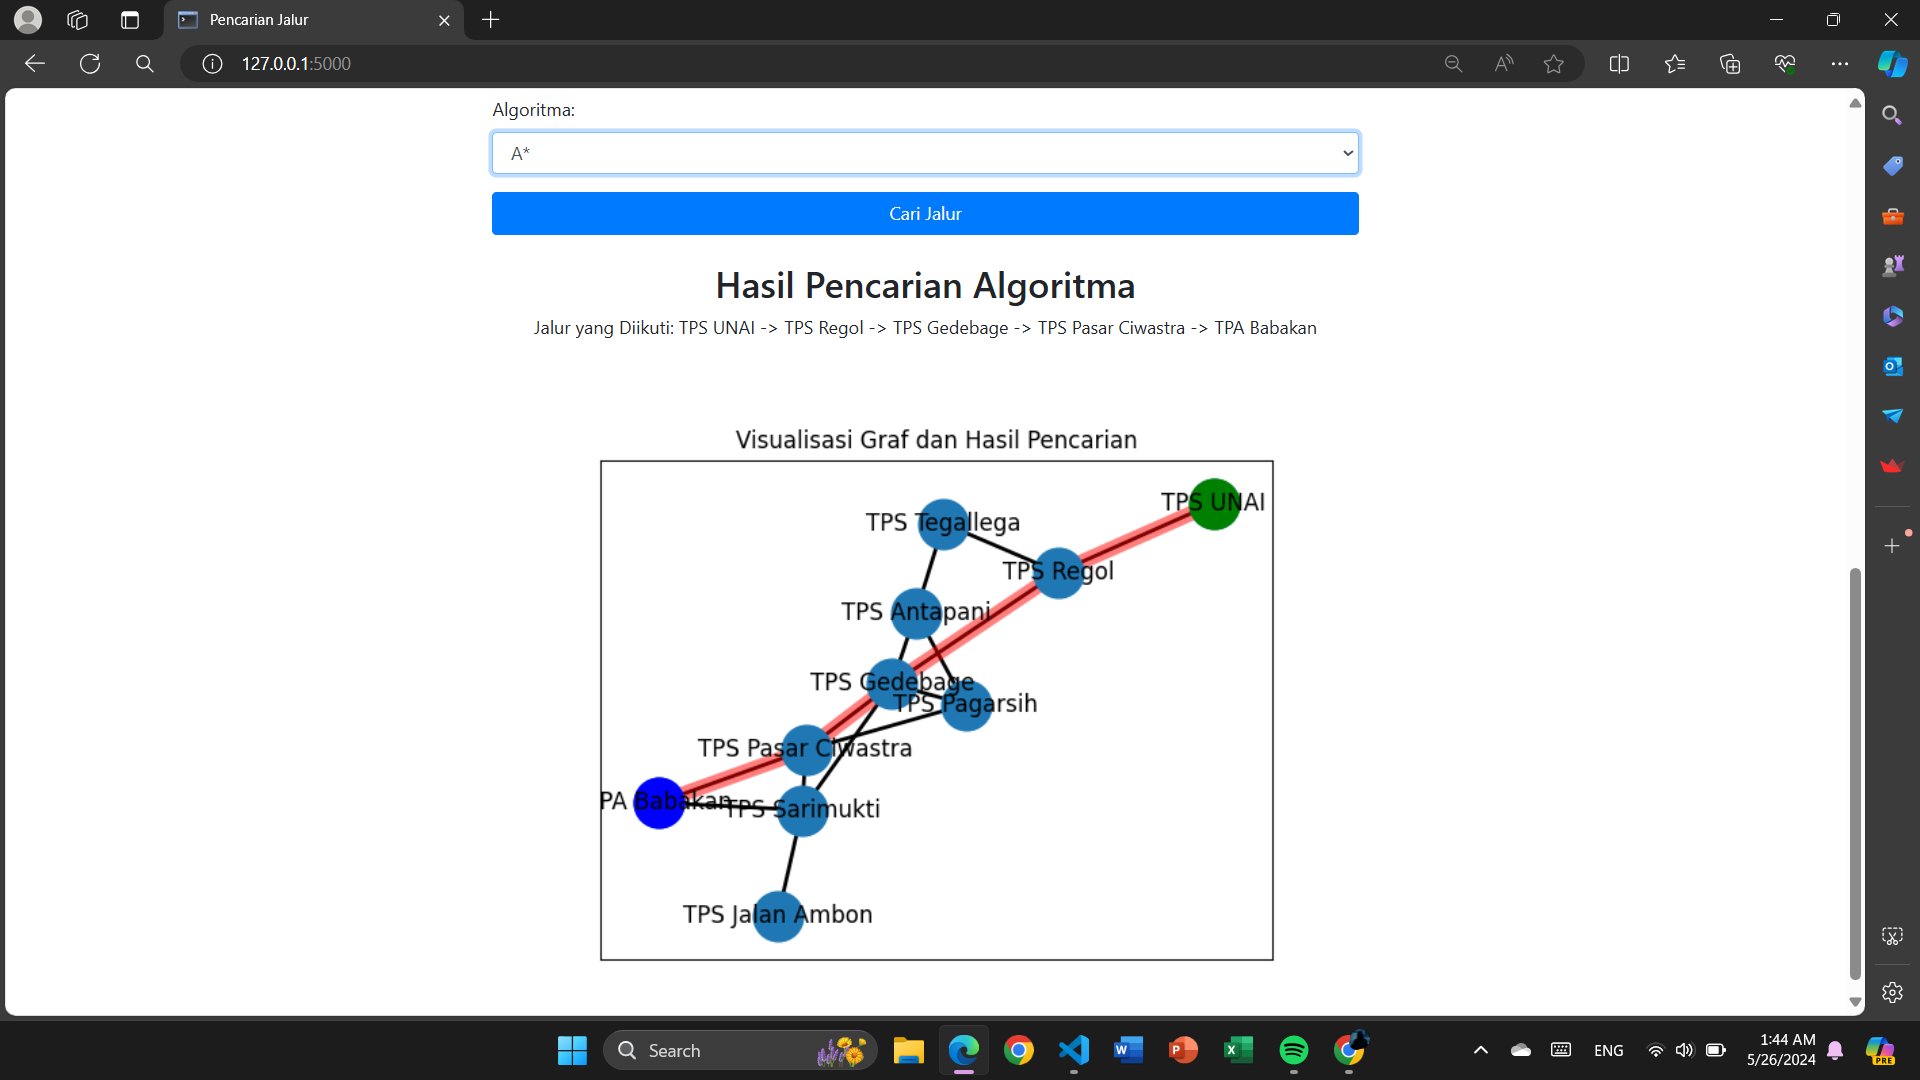 Pencarian Jalur
127.0.0.1:5000
Algoritma:
A*
Cari Jalur
Hasil Pencarian Algoritma
Jalur yang Diikuti: TPS UNAI -> TPS Regol -> TPS Gedebage -> TPS Pasar Ciwastra -> TPA Babakan
Visualisasi Graf dan Hasil Pencarian
TPS UNAI
TPS Tegallega
TPS Regol
TPS Antapani
TPS Gedebage
TPS Pagarsih
TPS Pasar Ciwastra
PA Babakan
TPS Sarimukti
TPS Jalan Ambon
Search
ENG
1:44 AM
5/26/2024
PRE